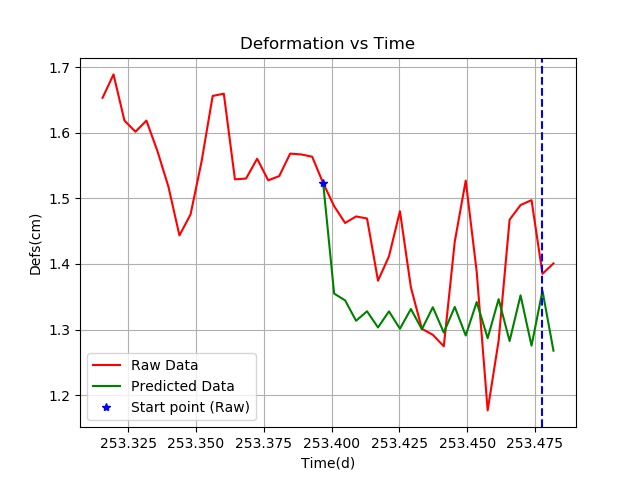 Deformation vs Time
1.7
1.6
1.5
1.4
1.3
1.2
Defs(cm)
Raw Data
Predicted Data
Start point (Raw)
253.325 253.350 253.375 253.400 253.425 253.450 253.475
Time(d)